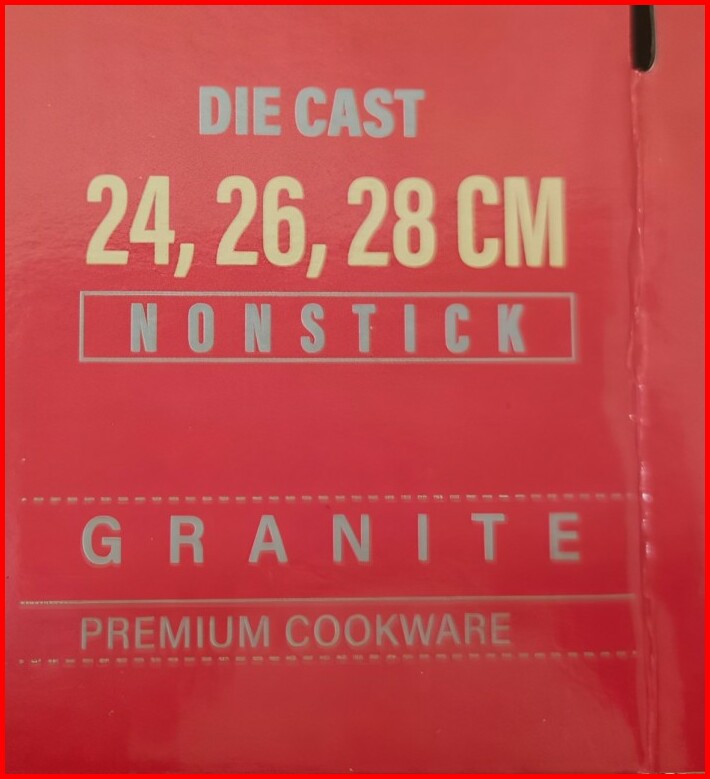 DIE CAST
24, 26, 28 CM
NONSTICK
GRANITE
PREMIUM COOKWARE